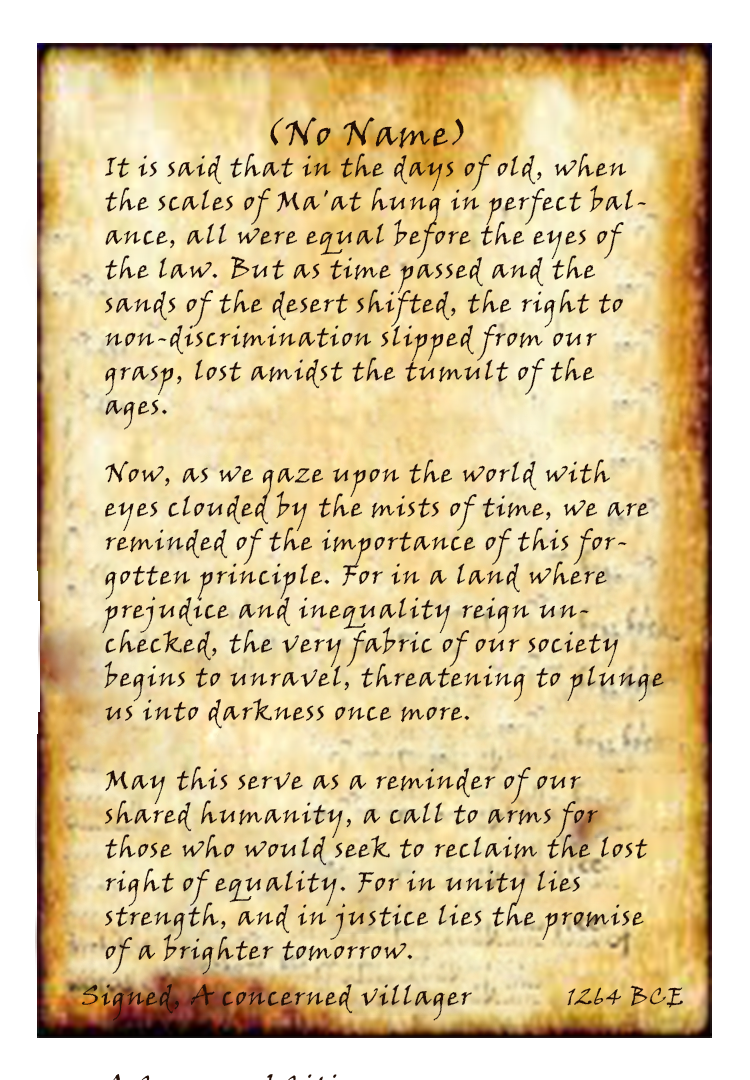 (No Name)
It is said that in the days of old, when
the scales of Ma'at hung in perfect bal-
ance, all were equal before the eyes of
the law. But as time passed and the
sands of the desert shifted, the right to
non-discrimination slipped from our
grasp, lost amidst the tumult of the
ages.
Now, as we gaze upon the world with
eyes clouded by the mists of time, we are
reminded of the importance of this for-
gotten principle. For in a land where
prejudice and inequality reign un-
checked, the very fabric of our society
begins to unravel, threatening to plunge
us into darkness once more.
May this serve as a reminder of our
shared humanity, a call to arms for
those who would seek to reclaim the lost
right of equality. For in unity lies
strength, and in justice lies the promise
of a brighter tomorrow.
Signed, A concerned villager 1264 BCE